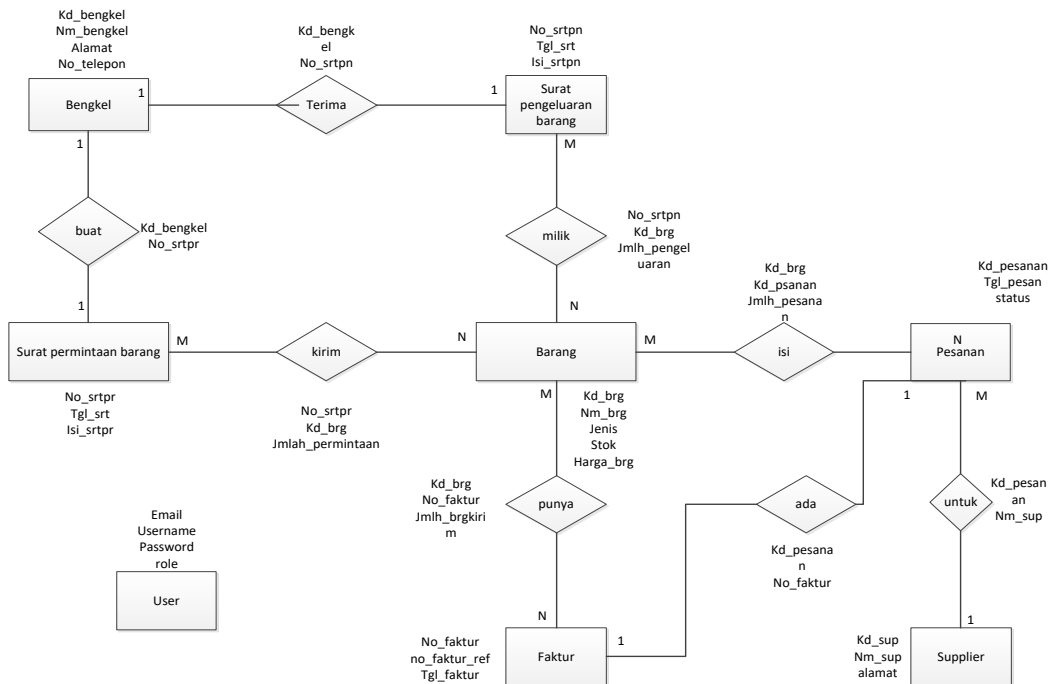 Kd_bengkel
Nm_bengkel
Alamat
No_telepon
Bengkel
1
Kd_bengk
el
No_srtpn
Terima
No_srtpn
Tgl_srt
Isi_srtpn
1
Surat
pengeluaran
barang
1
M
buat
Kd_bengkel
No_srtpr
milik
No_srtpn
Kd_brg
Jmlh_pengel
uaran
1
N
Kd_brg
Kd_psanan
Jmlh_pesana
n
Kd_pesanan
Tgl_pesan
status
Surat permintaan barang
M
kirim
N
Barang
M
isi
N
Pesanan
No_srtpr
Tgl_srt
Isi_srtpr
No_srtpr
Kd_brg
Jmlah_permintaan
M
Kd_brg
Nm_brg
Jenis
Stok
Harga_brg
1
M
Kd_brg
No_faktur
Jmlh_brgkiri
m
punya
ada
Kd_pesana
n
No_faktur
untuk
Kd_pesan
an
Nm_sup
Email
Username
Password
role
User
N
No_faktur
no_faktur_ref
Tgl_faktur
Faktur
1
Kd_sup
Nm_sup
alamat
1
Supplier